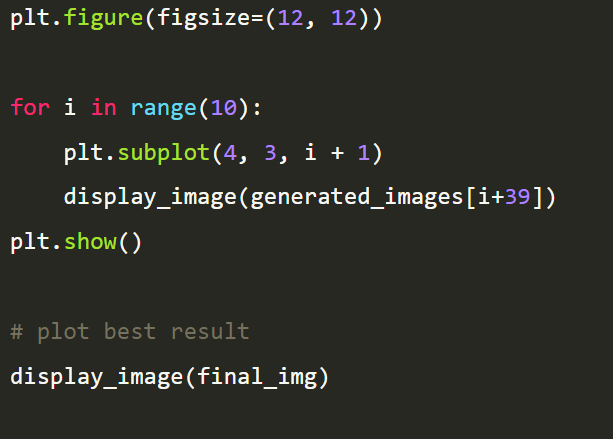 plt.figure(figsize=(12, 12))
for i in range(10):
    plt.subplot(4, 3, i + 1)
    display_image(generated_images[i+39])
plt.show()
# plot best result
display_image(final_img)